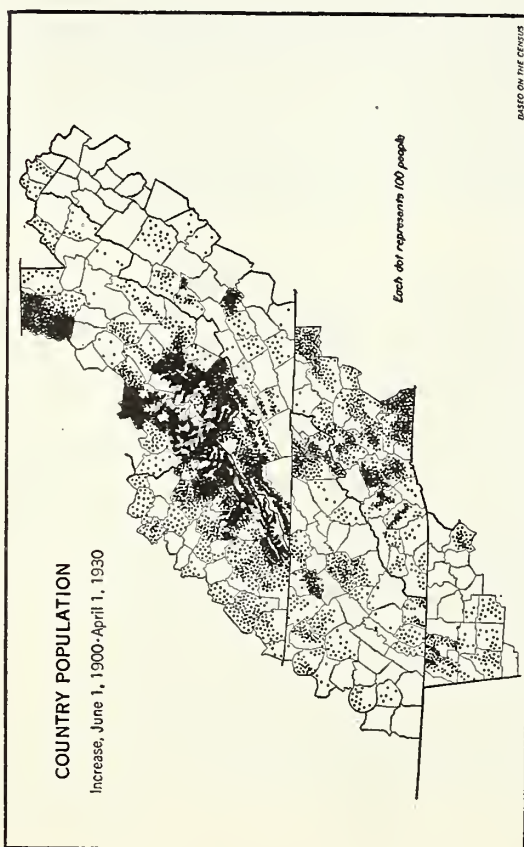 COUNTRY POPULATION
Increase, June 1, 1900-April 1, 1930
Each dot represents 100 people
BASED ON THE CENSUS